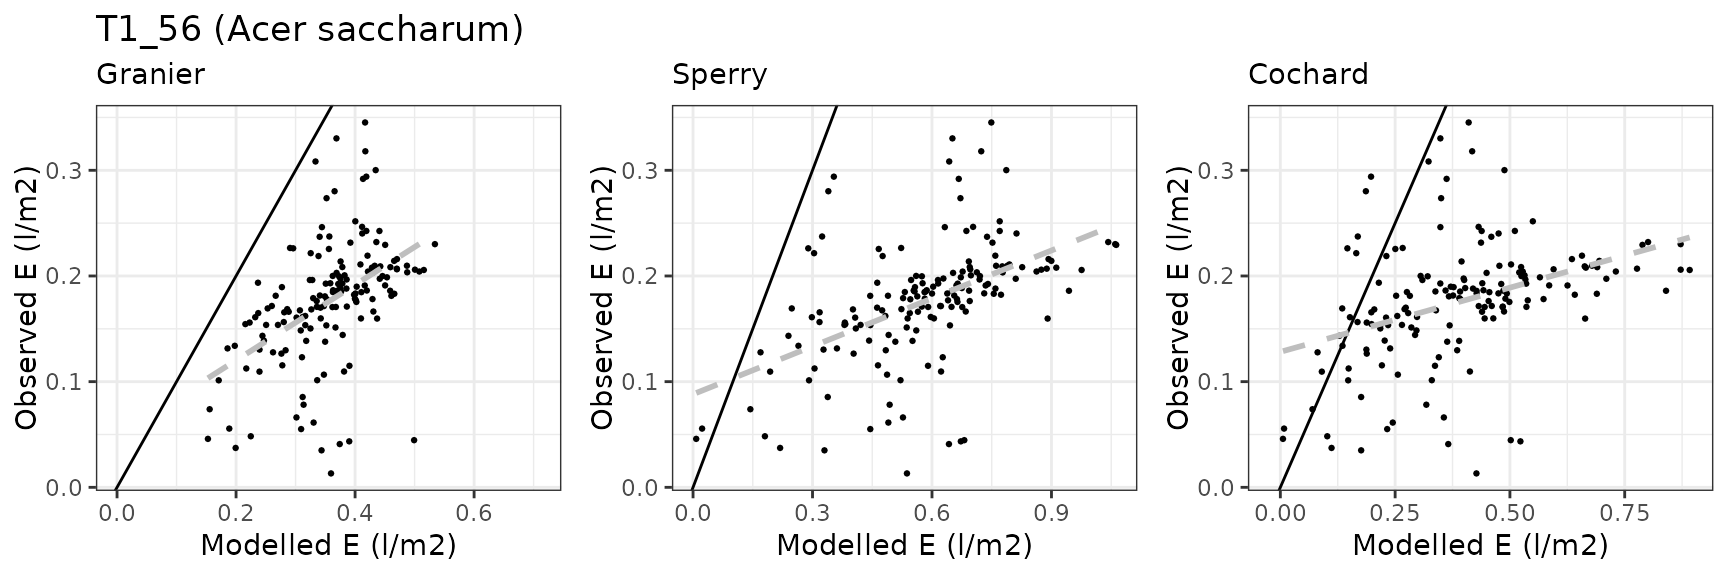 T1_56 (Acer saccharum)
Granier
Sperry
Cochard
Observed E (l/m2)
0.3
0.2
0.1
0.0
0.0 0.2 0.4 0.6
Modelled E (l/m2)
Observed E (l/m2)
0.3
0.2
0.1
0.0
0.0 0.3 0.6 0.9
Modelled E (l/m2)
Observed E (l/m2)
0.3
0.2
0.1
0.0
0.00 0.25 0.50 0.75
Modelled E (l/m2)